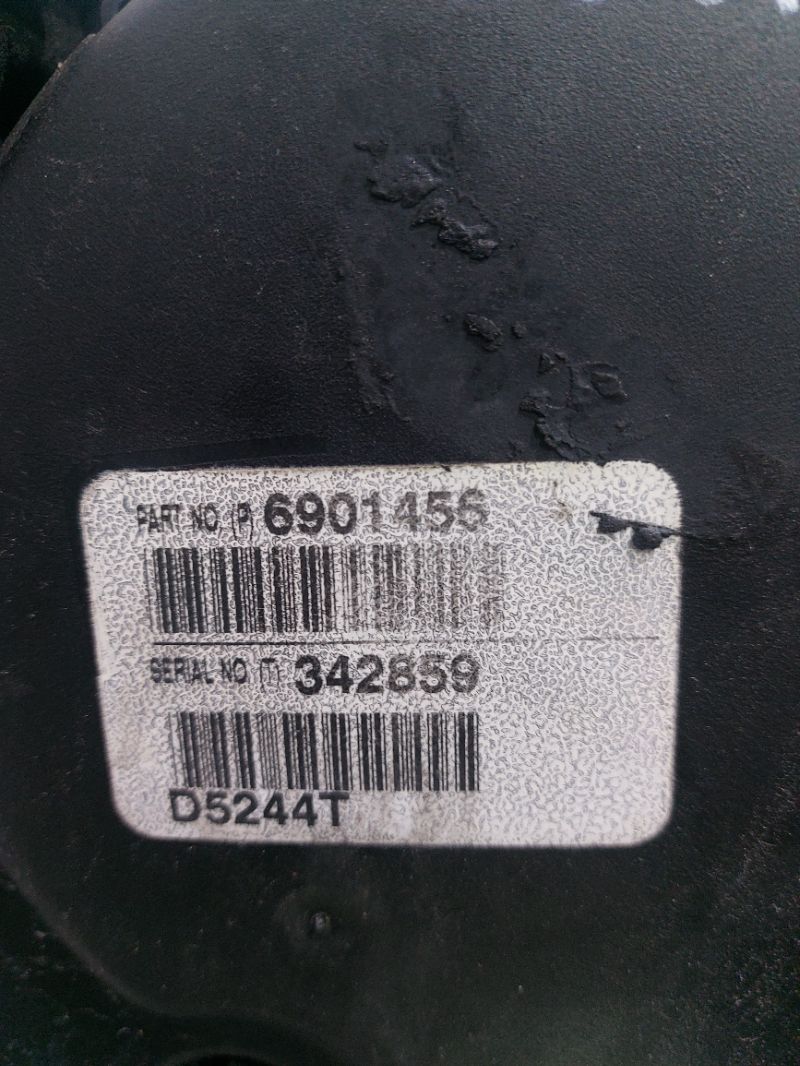 PART NO. (P) 6901456
SERIAL NO (T) 342859
D5244T